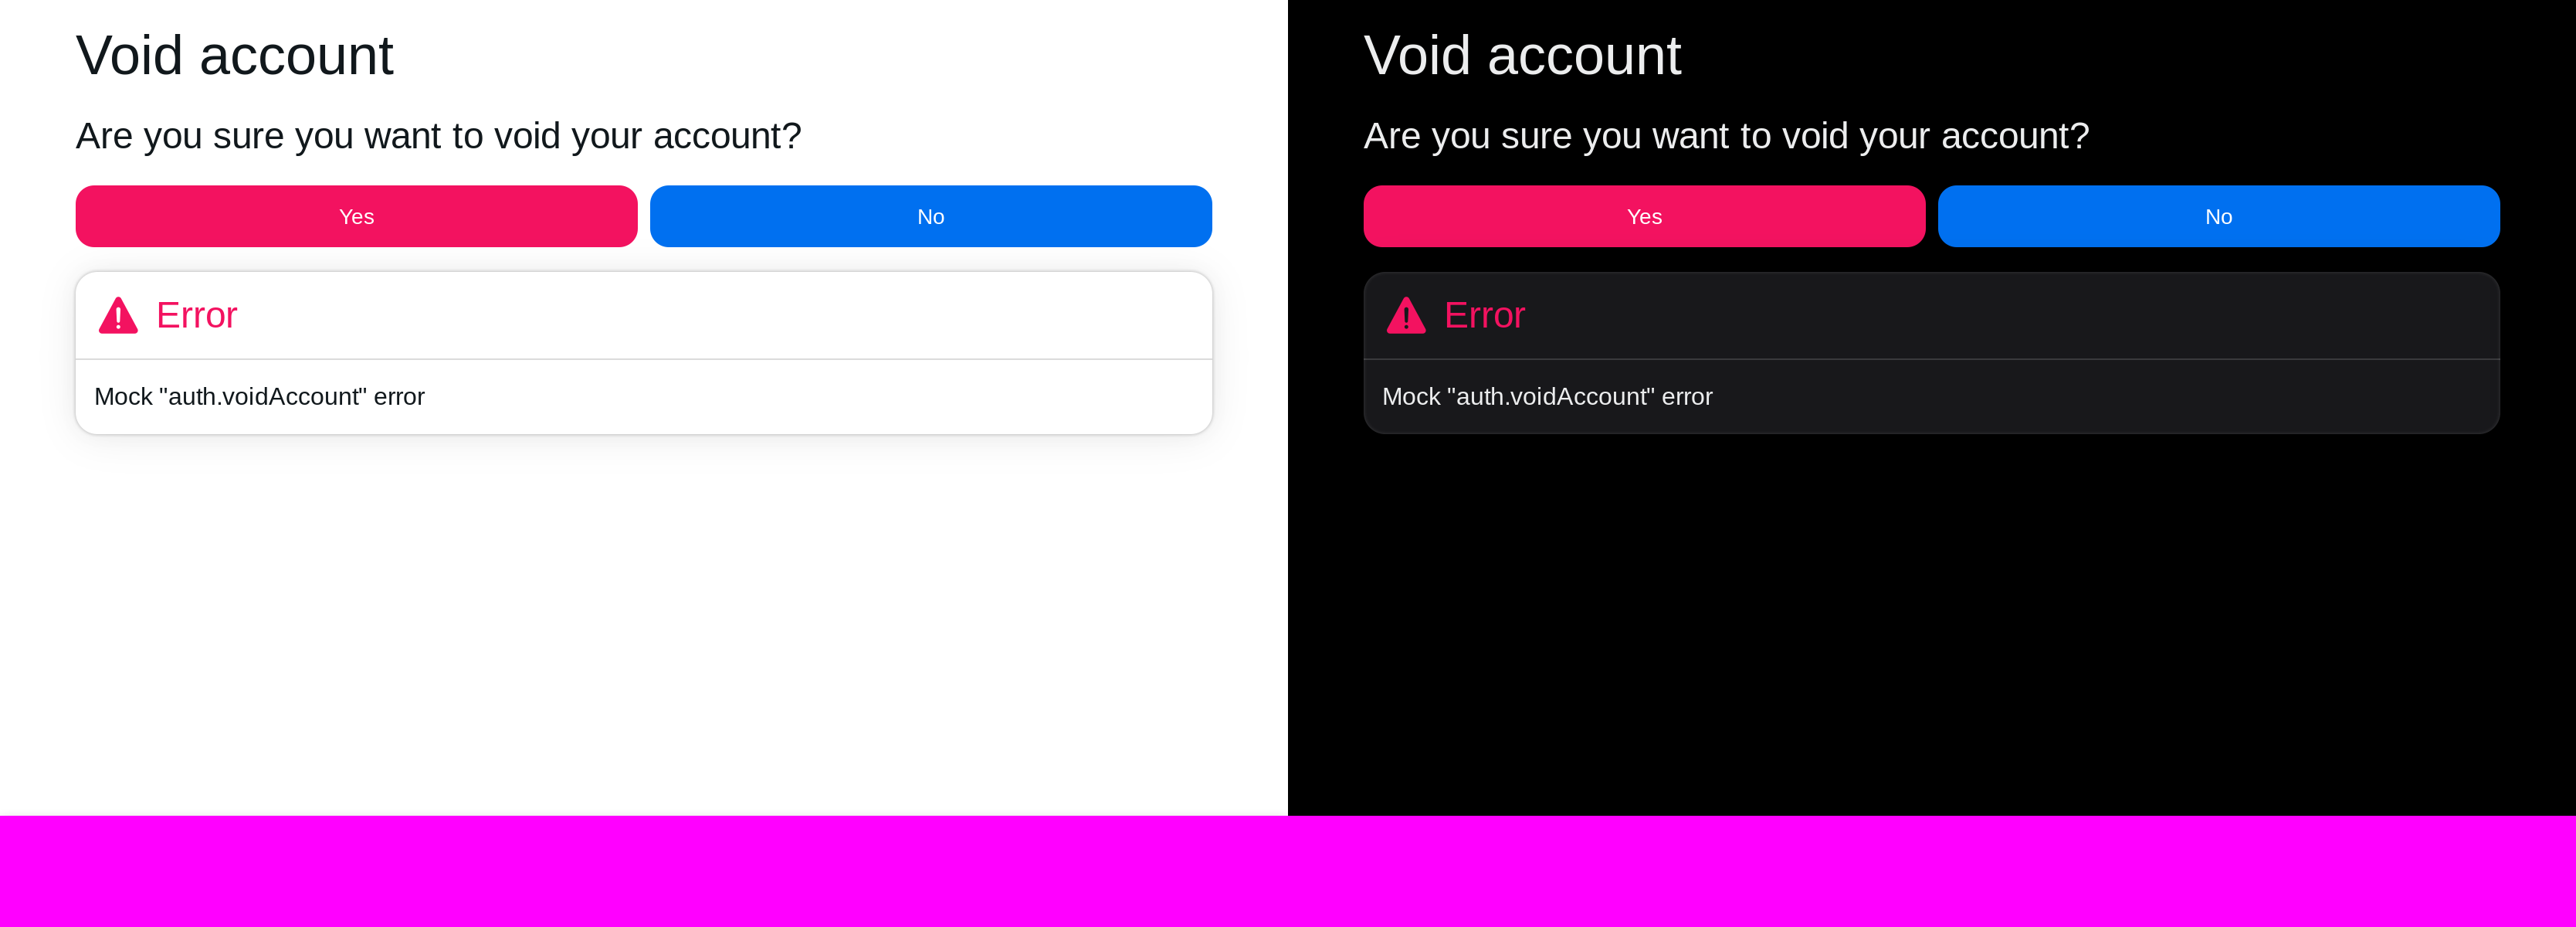 Void account
Are you sure you want to void your account?
Yes
No
Error
Mock "auth.voidAccount" error
Void account
Are you sure you want to void your account?
Yes
No
Error
Mock "auth.voidAccount" error